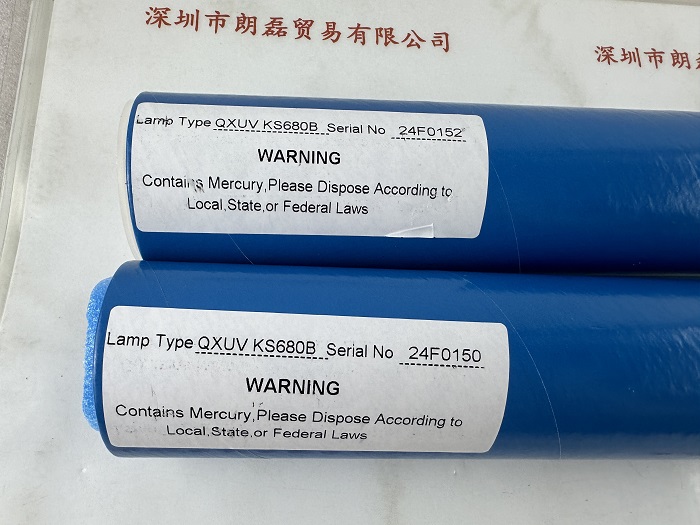 深圳市朗磊贸易有限公司
深圳市朗
Lamp Type QXUV KS680B Serial No 24F0152
WARNING
Contains Mercury,Please Dispose According to
Local,State,or Federal Laws
Lamp Type QXUV KS680B Serial No 24F0150
WARNING
Contains Mercury,Please Dispose According to
Local,State,or Federal Laws